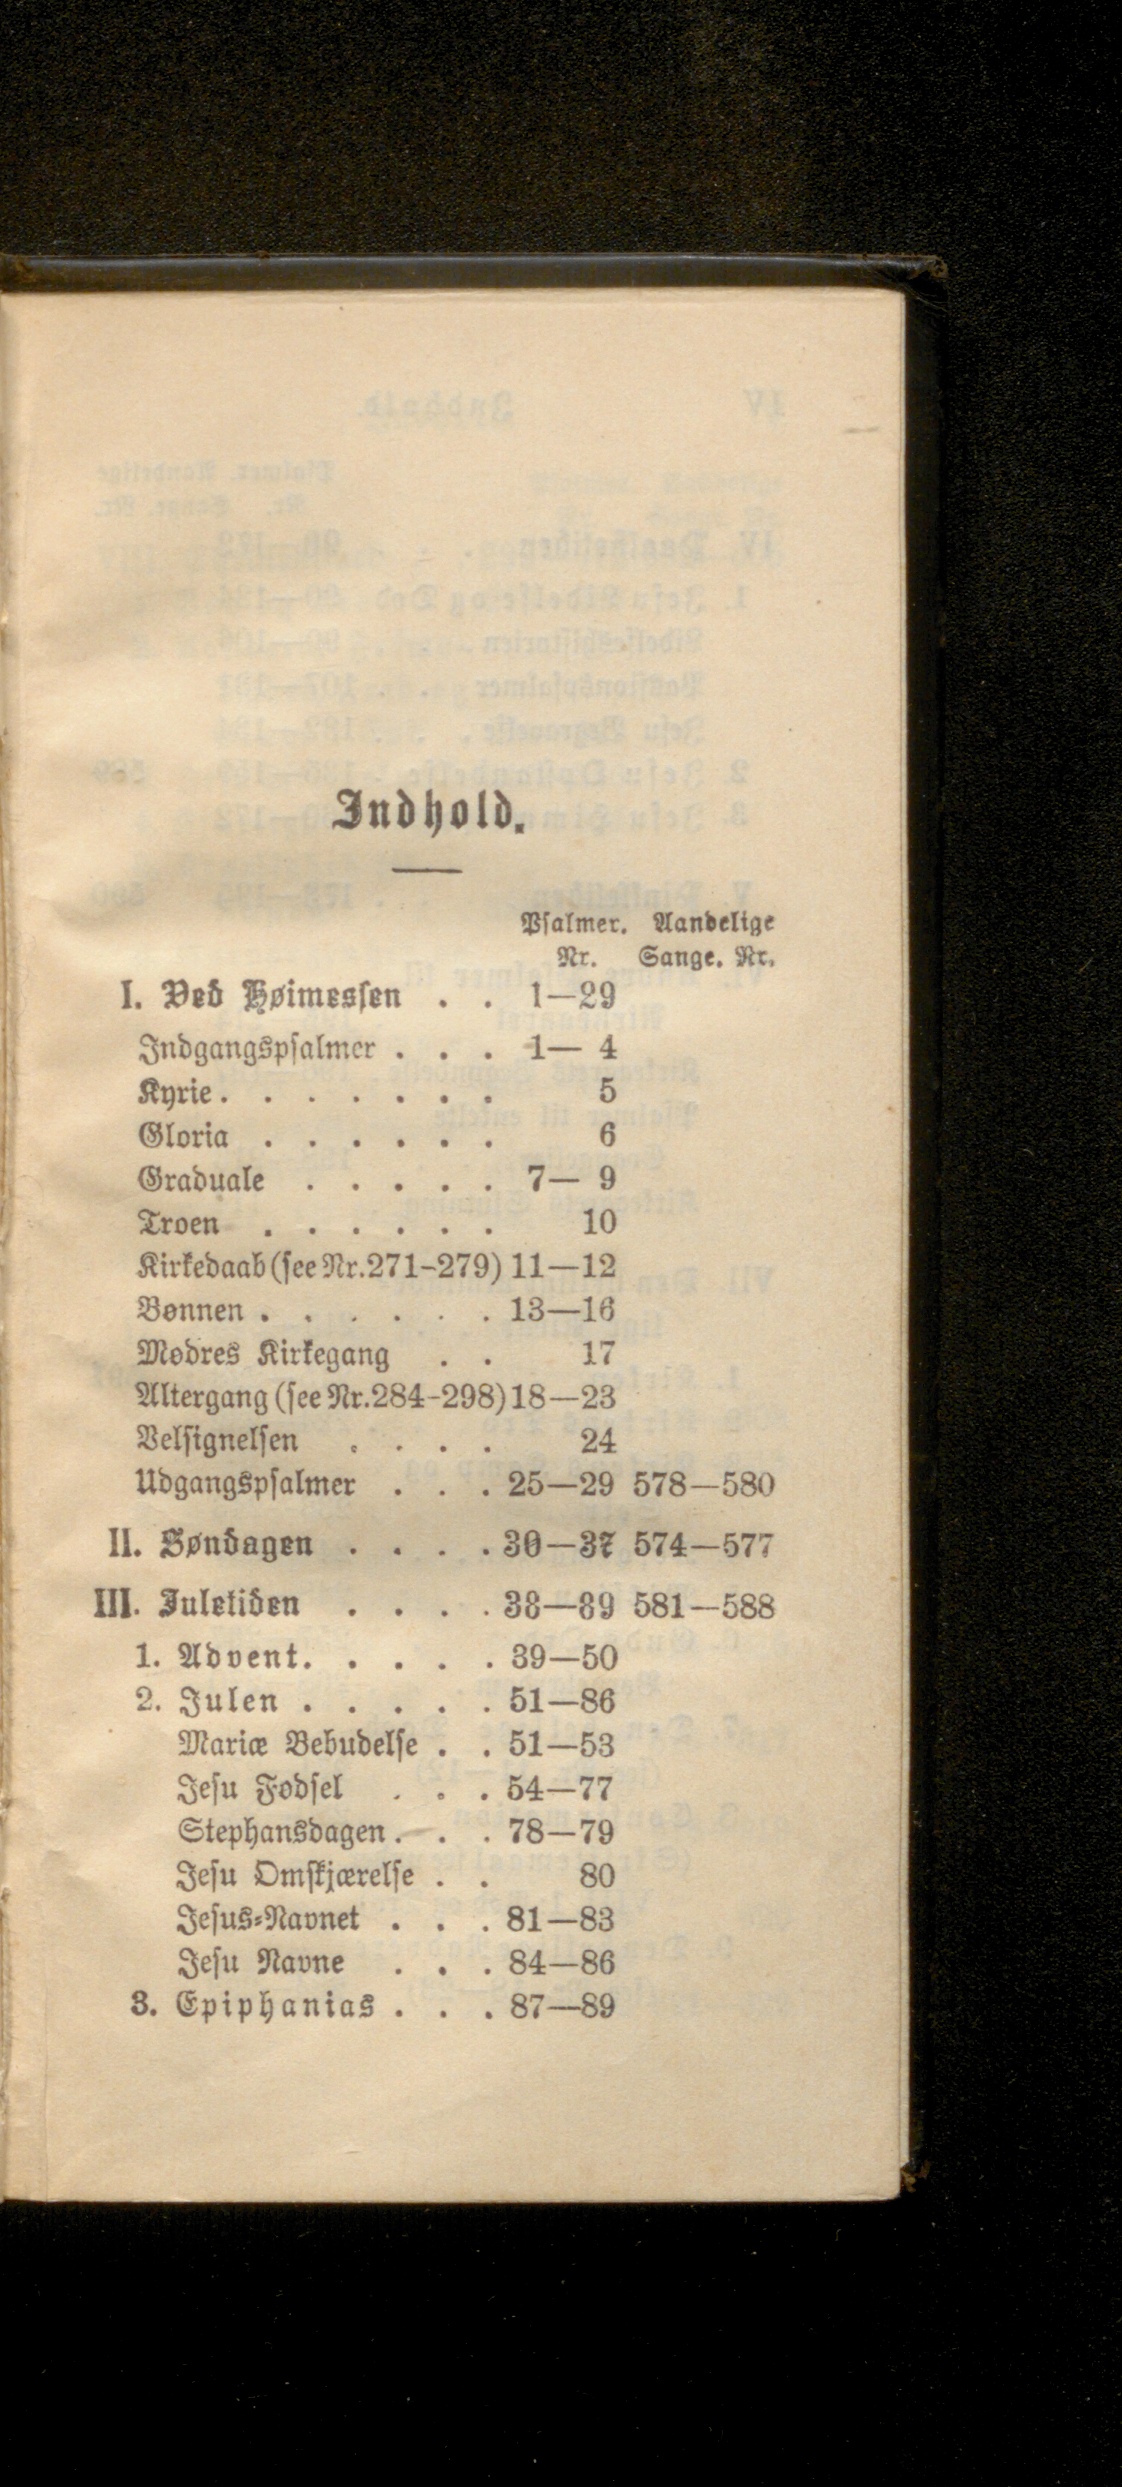 Indhold.
Psalmer. Aandelige
Nr. Sange. Nr.
I. Ved Høimessen . . 1—29
Indgangspsalmer . . . 1— 4
Kyrie . . . . . . . 5
Gloria . . . . . . 6
Graduale . . . . . 7— 9
Troen . . . . . . 10
Kirkedaab (see Nr. 271-279) 11—12
Bønnen . . . . . . 13—16
Mødres Kirkegang . . 17
Altergang (see Nr. 284-298) 18—23
Velsignelsen . . . . 24
Udgangspsalmer . . . 25—29 578—580
II. Søndagen . . . . 30—37 574—577
III. Juletiden . . . . 38—89 581—588
1. Advent. . . . . 39—50
2. Julen . . . . . 51—86
Mariæ Bebudelse . . 51—53
Jesu Fødsel . . . 54—77
Stephansdagen . . . 78—79
Jesu Omskjærelse . . 80
Jesus-Navnet . . . 81—83
Jesu Navne . . . 84—86
3. Epiphanias . . . 87—89